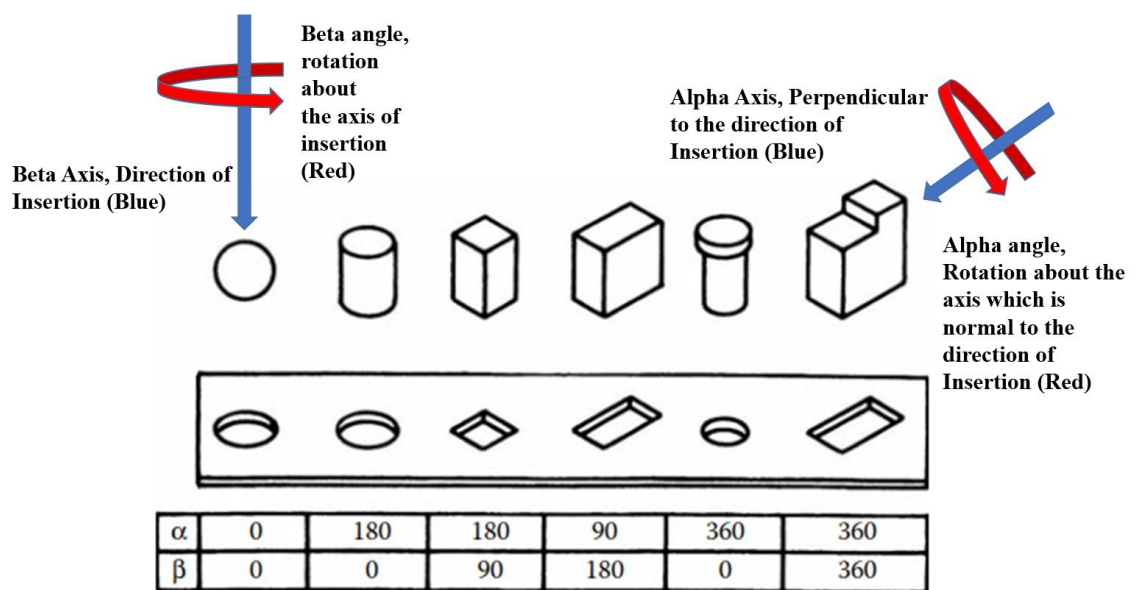 Beta angle,
rotation
about
the axis of
insertion
(Red)
Alpha Axis, Perpendicular
to the direction of
Insertion (Blue)
Beta Axis, Direction of
Insertion (Blue)
Alpha angle,
Rotation about the
axis which is
normal to the
direction of
Insertion (Red)
α 0 180 180 90 360 360
β 0 0 90 180 0 360